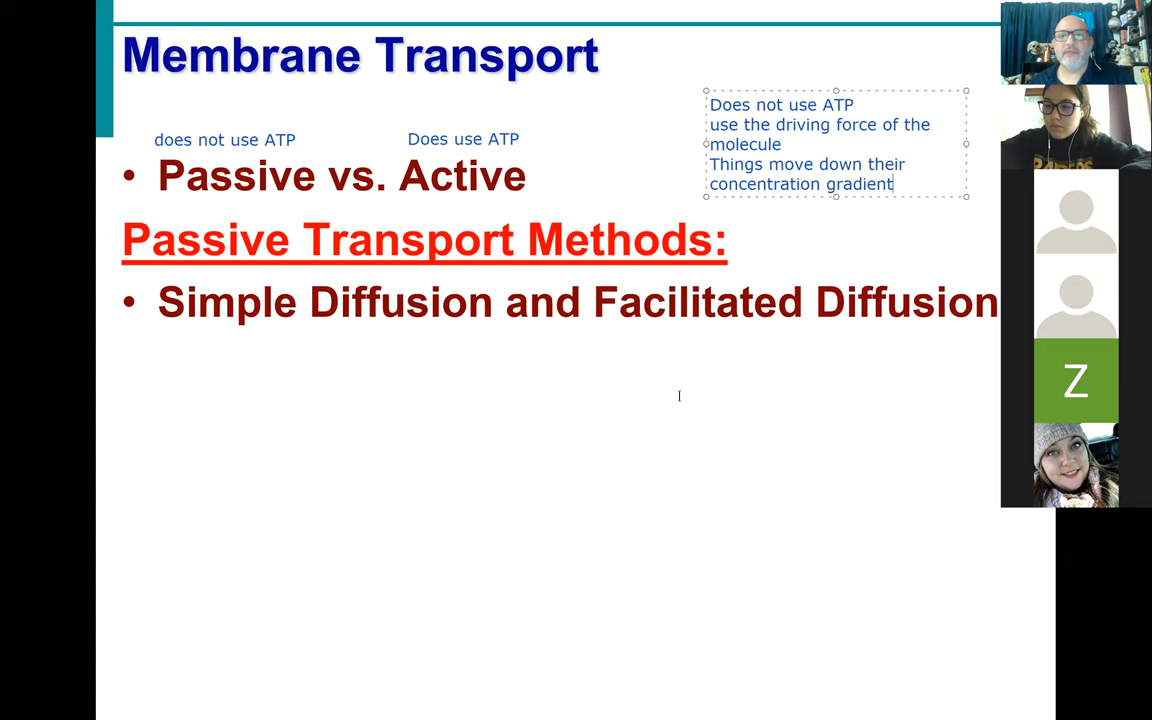 Membrane Transport
Does not use ATP
use the driving force of the
molecule
Things move down their
concentration gradient
does not use ATP
Does use ATP
• Passive vs. Active
Passive Transport Methods:
• Simple Diffusion and Facilitated Diffusion
Z